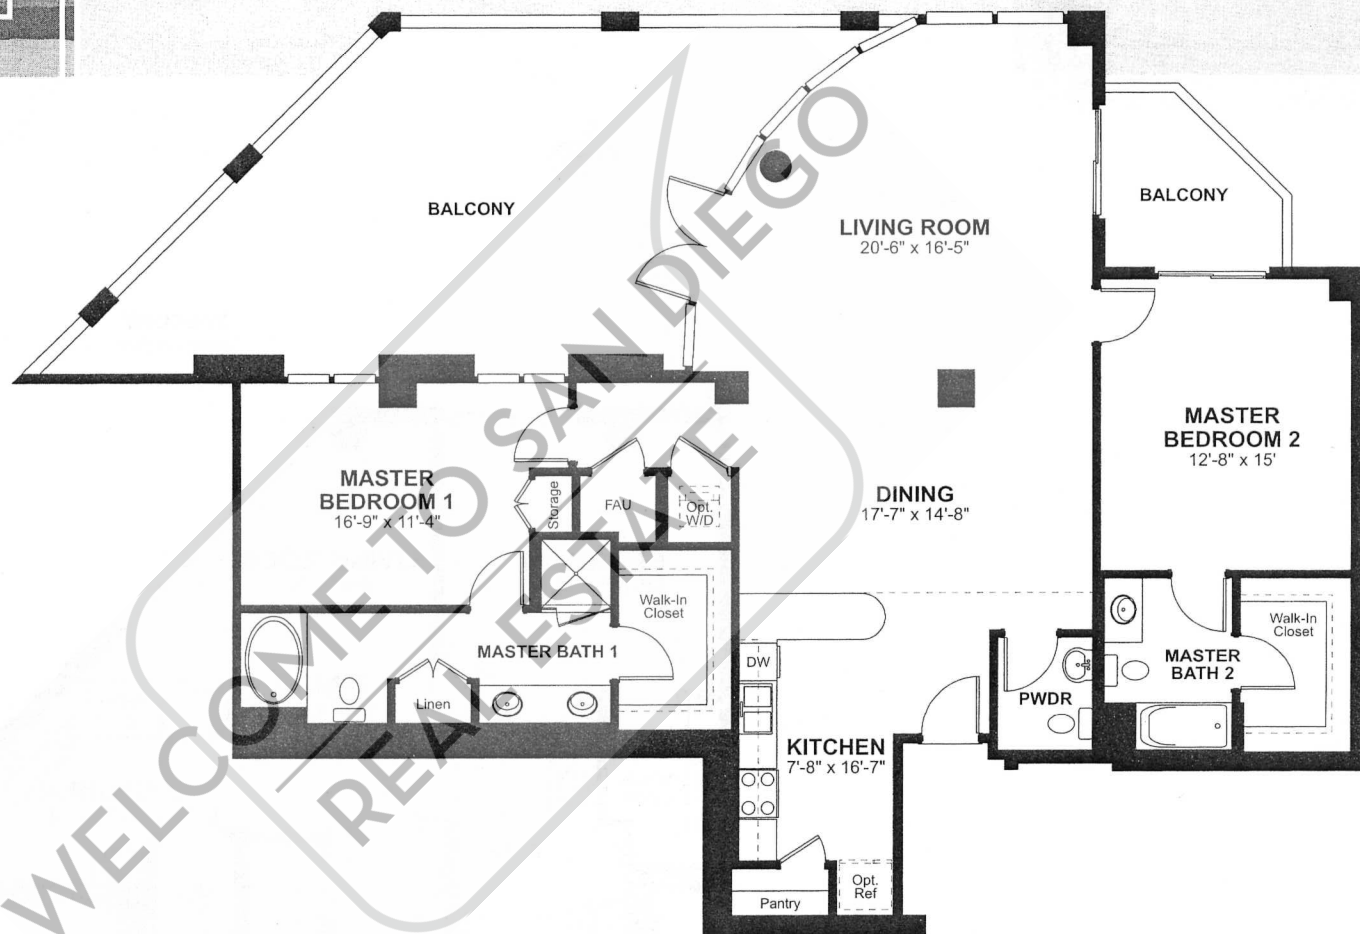 BALCONY
LIVING ROOM
20'-6" x 16'-5"
BALCONY
MASTER
BEDROOM 2
12'-8" x 15'
MASTER
BEDROOM 1
16'-9" x 11'-4"
Storage
FAU
Opt.
W/D
DINING
17'-7" x 14'-8"
Walk-In
Closet
MASTER BATH 1
Linen
DW
KITCHEN
7'-8" x 16'-7"
Pantry
Opt.
Ref
PWDR
MASTER
BATH 2
Walk-In
Closet
WELCOME TO SAN DIEGO
REAL ESTATE